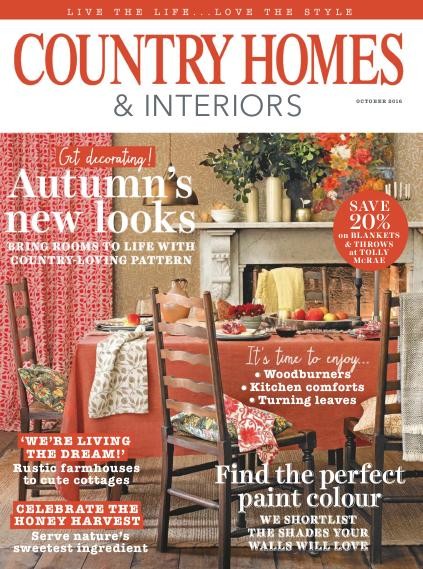 LIVE THE LIFE...LOVE THE STYLE
COUNTRY HOMES
& INTERIORS
OCTOBER 2016
Get decorating!
Autumn's
new looks
BRING ROOMS TO LIFE WITH
COUNTRY-LOVING PATTERN
SAVE
20%
on BLANKETS
& THROWS
at TOLLY
McRAE
It's time to enjoy...
• Woodburners
• Kitchen comforts
• Turning leaves
'WE'RE LIVING
THE DREAM!'
Rustic farmhouses
to cute cottages
CELEBRATE THE
HONEY HARVEST
Serve nature's
sweetest ingredient
Find the perfect
paint colour
WE SHORTLIST
THE SHADES YOUR
WALLS WILL LOVE